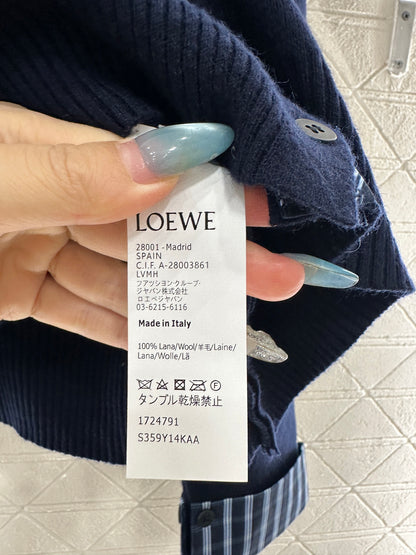 LOEWE
28001 - Madrid
SPAIN
C.I.F. A-28003861
LVMH
ファッション・グループ・
ジャパン株式会社
ロエベジャパン
03-6215-6116
Made in Italy
100% Lana/Wool/羊毛/Laine/
Lana/Wolle/Lã
タンブル乾燥禁止
1724791
S359Y14KAA